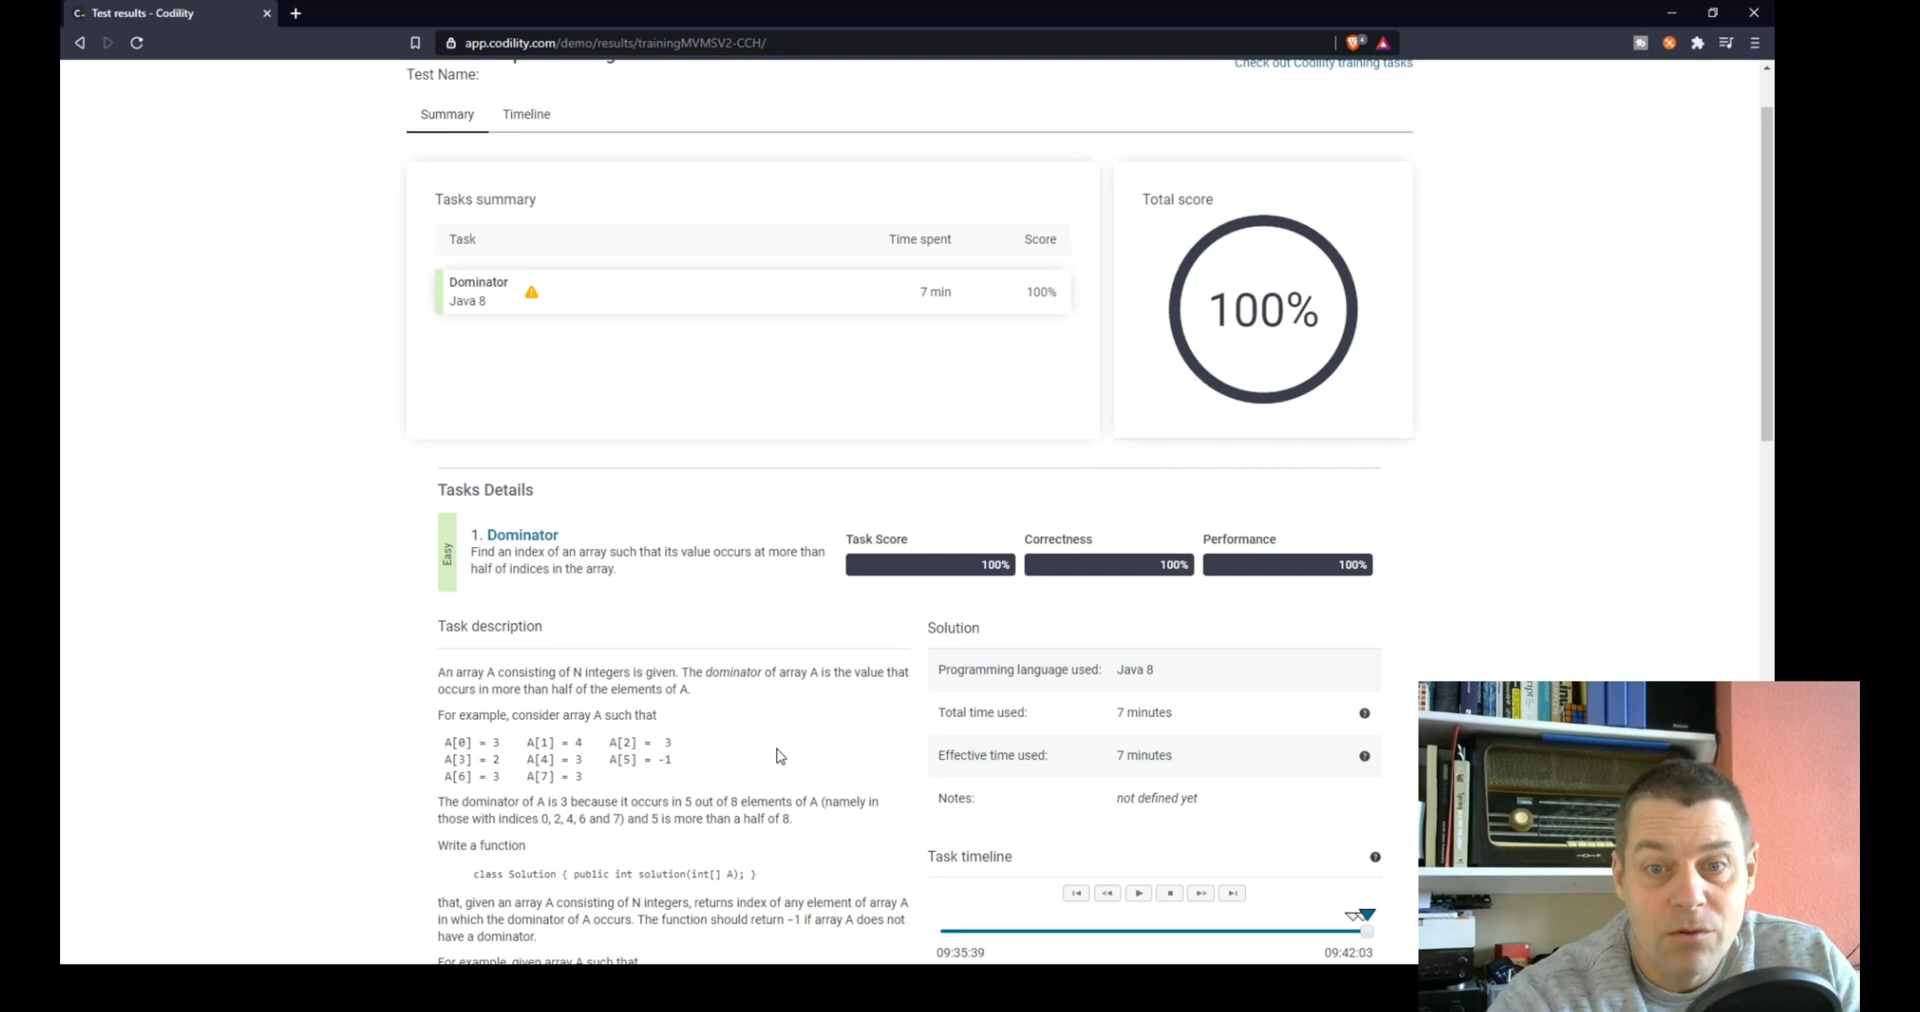 Test results - Codility
app.codility.com/demo/results/trainingMVMSV2-CCH/
Test Name:
Check out Codility training tasks
Summary Timeline
Tasks summary
Task Time spent Score
Dominator
Java 8
7 min 100%
Total score
100%
Tasks Details
Easy
1. Dominator
Find an index of an array such that its value occurs at more than
half of indices in the array.
Task Score Correctness Performance
100% 100% 100%
Task description
An array A consisting of N integers is given. The dominator of array A is the value that
occurs in more than half of the elements of A.
For example, consider array A such that
A[0] = 3 A[1] = 4 A[2] = 3
A[3] = 2 A[4] = 3 A[5] = -1
A[6] = 3 A[7] = 3
The dominator of A is 3 because it occurs in 5 out of 8 elements of A (namely in
those with indices 0, 2, 4, 6 and 7) and 5 is more than a half of 8.
Write a function
class Solution { public int solution(int[] A); }
that, given an array A consisting of N integers, returns index of any element of array A
in which the dominator of A occurs. The function should return −1 if array A does not
have a dominator.
For example, given array A such that
Solution
Programming language used: Java 8
Total time used: 7 minutes
Effective time used: 7 minutes
Notes: not defined yet
Task timeline
09:35:39 09:42:03